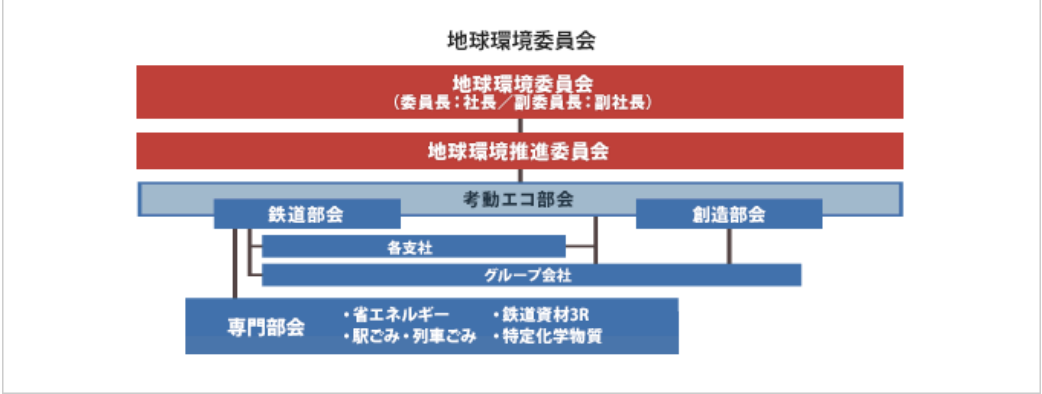 地球環境委員会
地球環境委員会
（委員長：社長／副委員長：副社長）
地球環境推進委員会
考動エコ部会
鉄道部会
創造部会
各支社
グループ会社
専門部会
・省エネルギー
・鉄道資材3R
・駅ごみ・列車ごみ
・特定化学物質